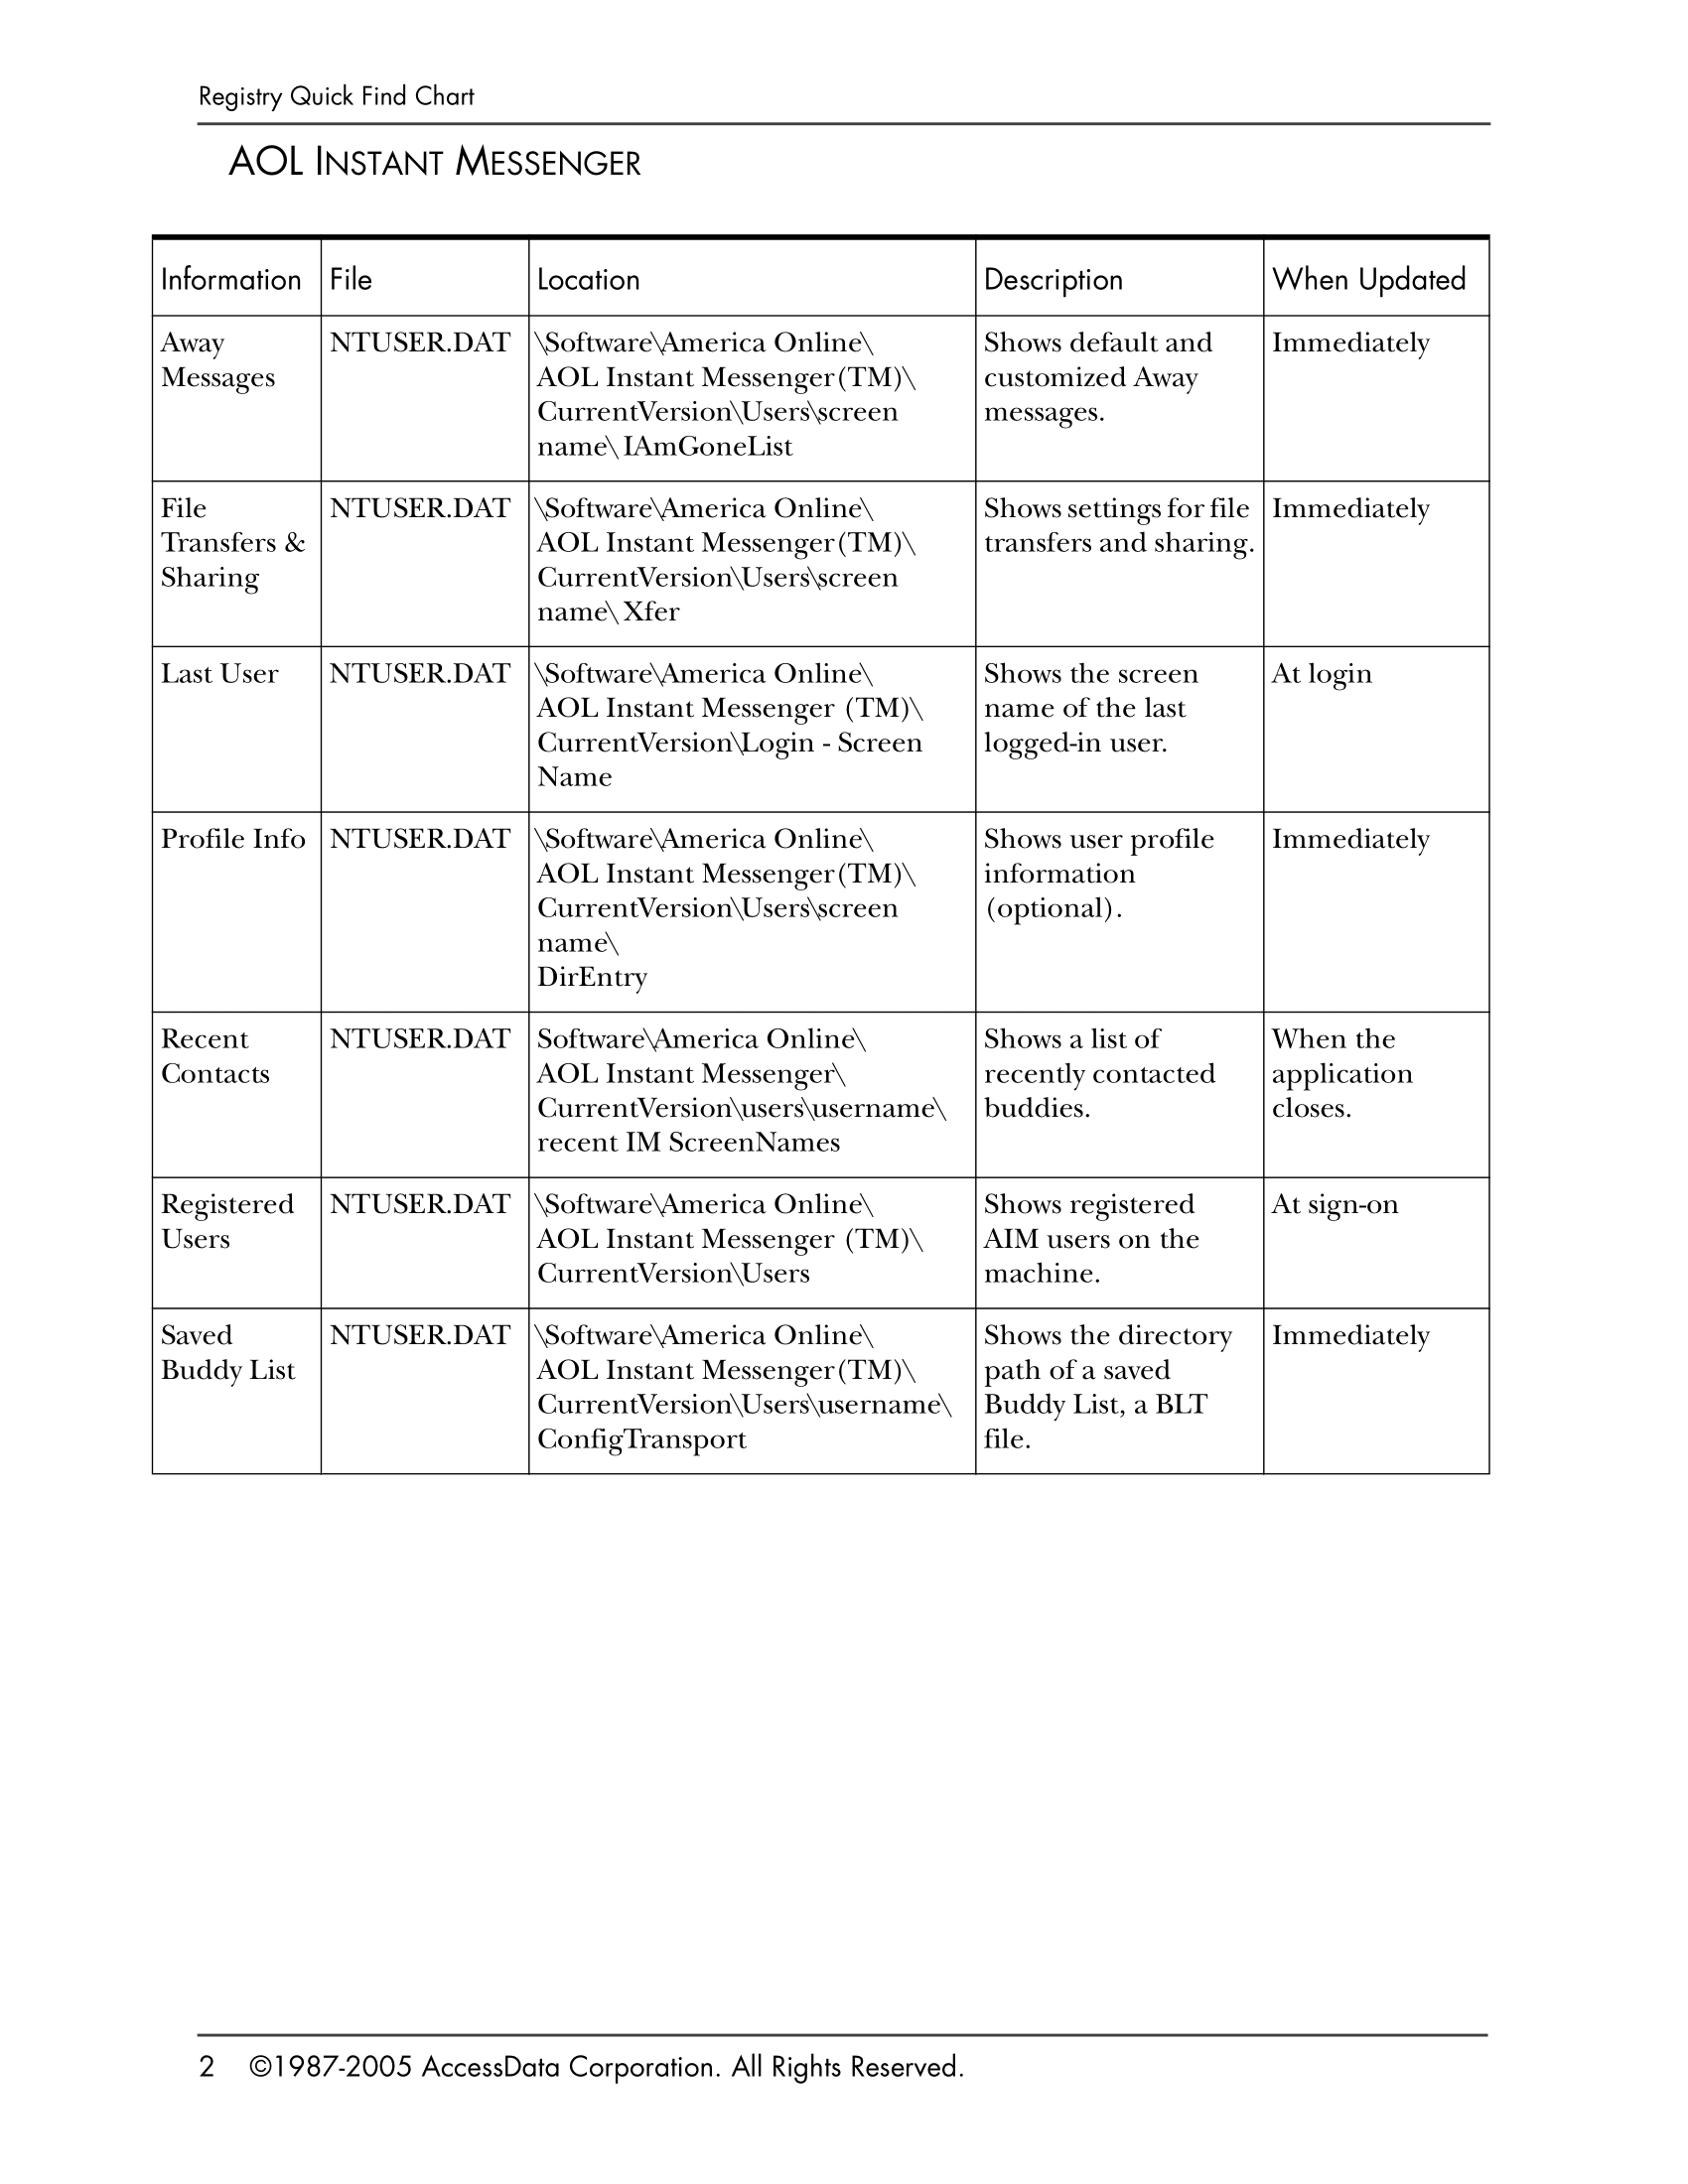 Registry Quick Find Chart
AOL INSTANT MESSENGER
Information File Location Description When Updated
Away
Messages
NTUSER.DAT
\Software\America Online\
AOL Instant Messenger(TM)\
CurrentVersion\Users\screen
name\ IAmGoneList
Shows default and
customized Away
messages.
Immediately
File
Transfers &
Sharing
NTUSER.DAT
\Software\America Online\
AOL Instant Messenger(TM)\
CurrentVersion\Users\screen
name\ Xfer
Shows settings for file
transfers and sharing.
Immediately
Last User
NTUSER.DAT
\Software\America Online\
AOL Instant Messenger (TM)\
CurrentVersion\Login - Screen
Name
Shows the screen
name of the last
logged-in user.
At login
Profile Info
NTUSER.DAT
\Software\America Online\
AOL Instant Messenger(TM)\
CurrentVersion\Users\screen
name\
DirEntry
Shows user profile
information
(optional).
Immediately
Recent
Contacts
NTUSER.DAT
Software\America Online\
AOL Instant Messenger\
CurrentVersion\users\username\
recent IM ScreenNames
Shows a list of
recently contacted
buddies.
When the
application
closes.
Registered
Users
NTUSER.DAT
\Software\America Online\
AOL Instant Messenger (TM)\
CurrentVersion\Users
Shows registered
AIM users on the
machine.
At sign-on
Saved
Buddy List
NTUSER.DAT
\Software\America Online\
AOL Instant Messenger(TM)\
CurrentVersion\Users\username\
ConfigTransport
Shows the directory
path of a saved
Buddy List, a BLT
file.
Immediately
2 ©1987-2005 AccessData Corporation. All Rights Reserved.